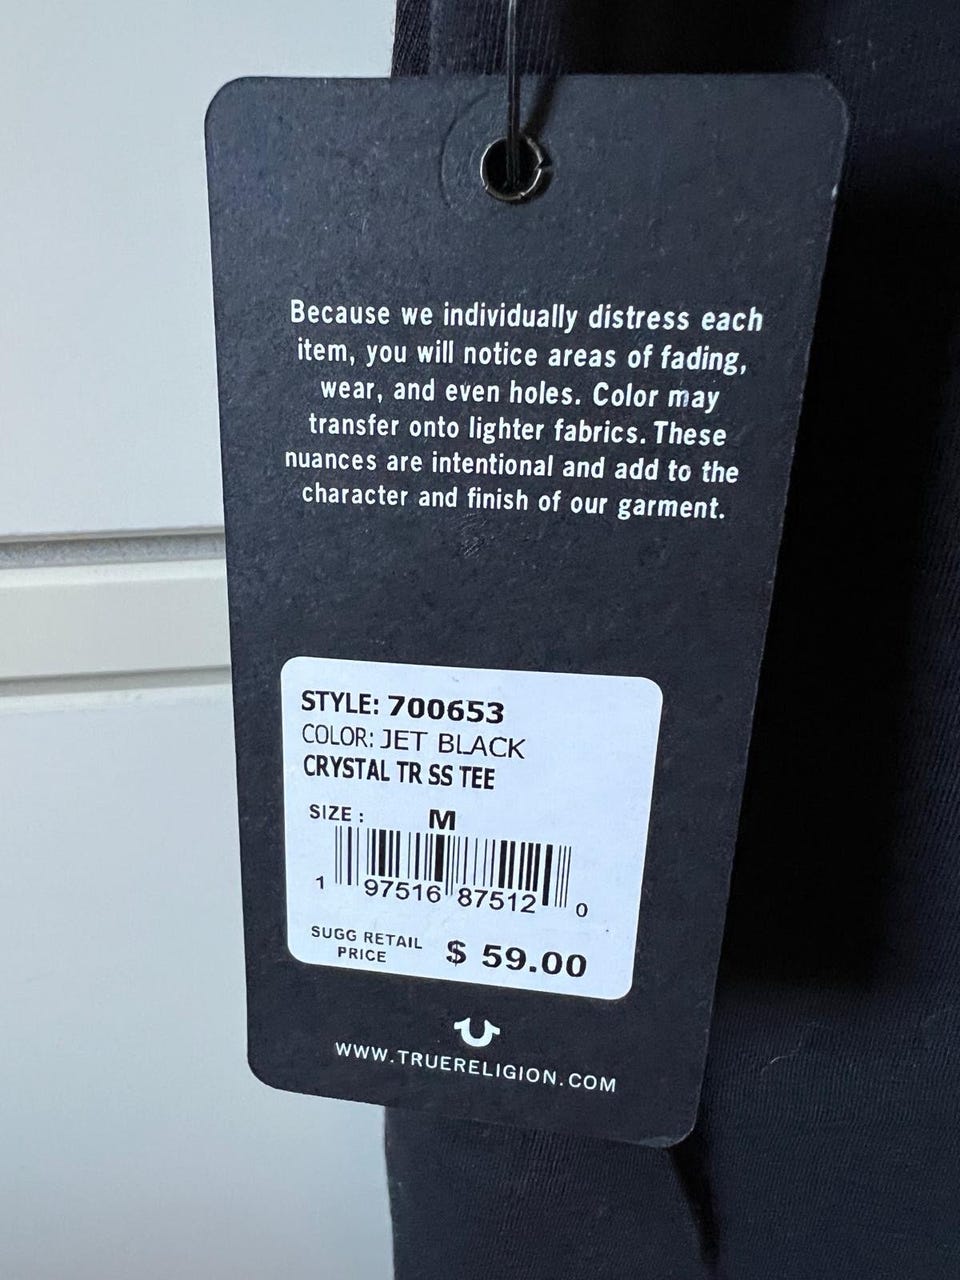 Because we individually distress each
item, you will notice areas of fading,
wear, and even holes. Color may
transfer onto lighter fabrics. These
nuances are intentional and add to the
character and finish of our garment.
STYLE: 700653
COLOR: JET BLACK
CRYSTAL TR SS TEE
SIZE : M
1 97516 87512 0
SUGG RETAIL
PRICE $ 59.00
WWW.TRUERELIGION.COM